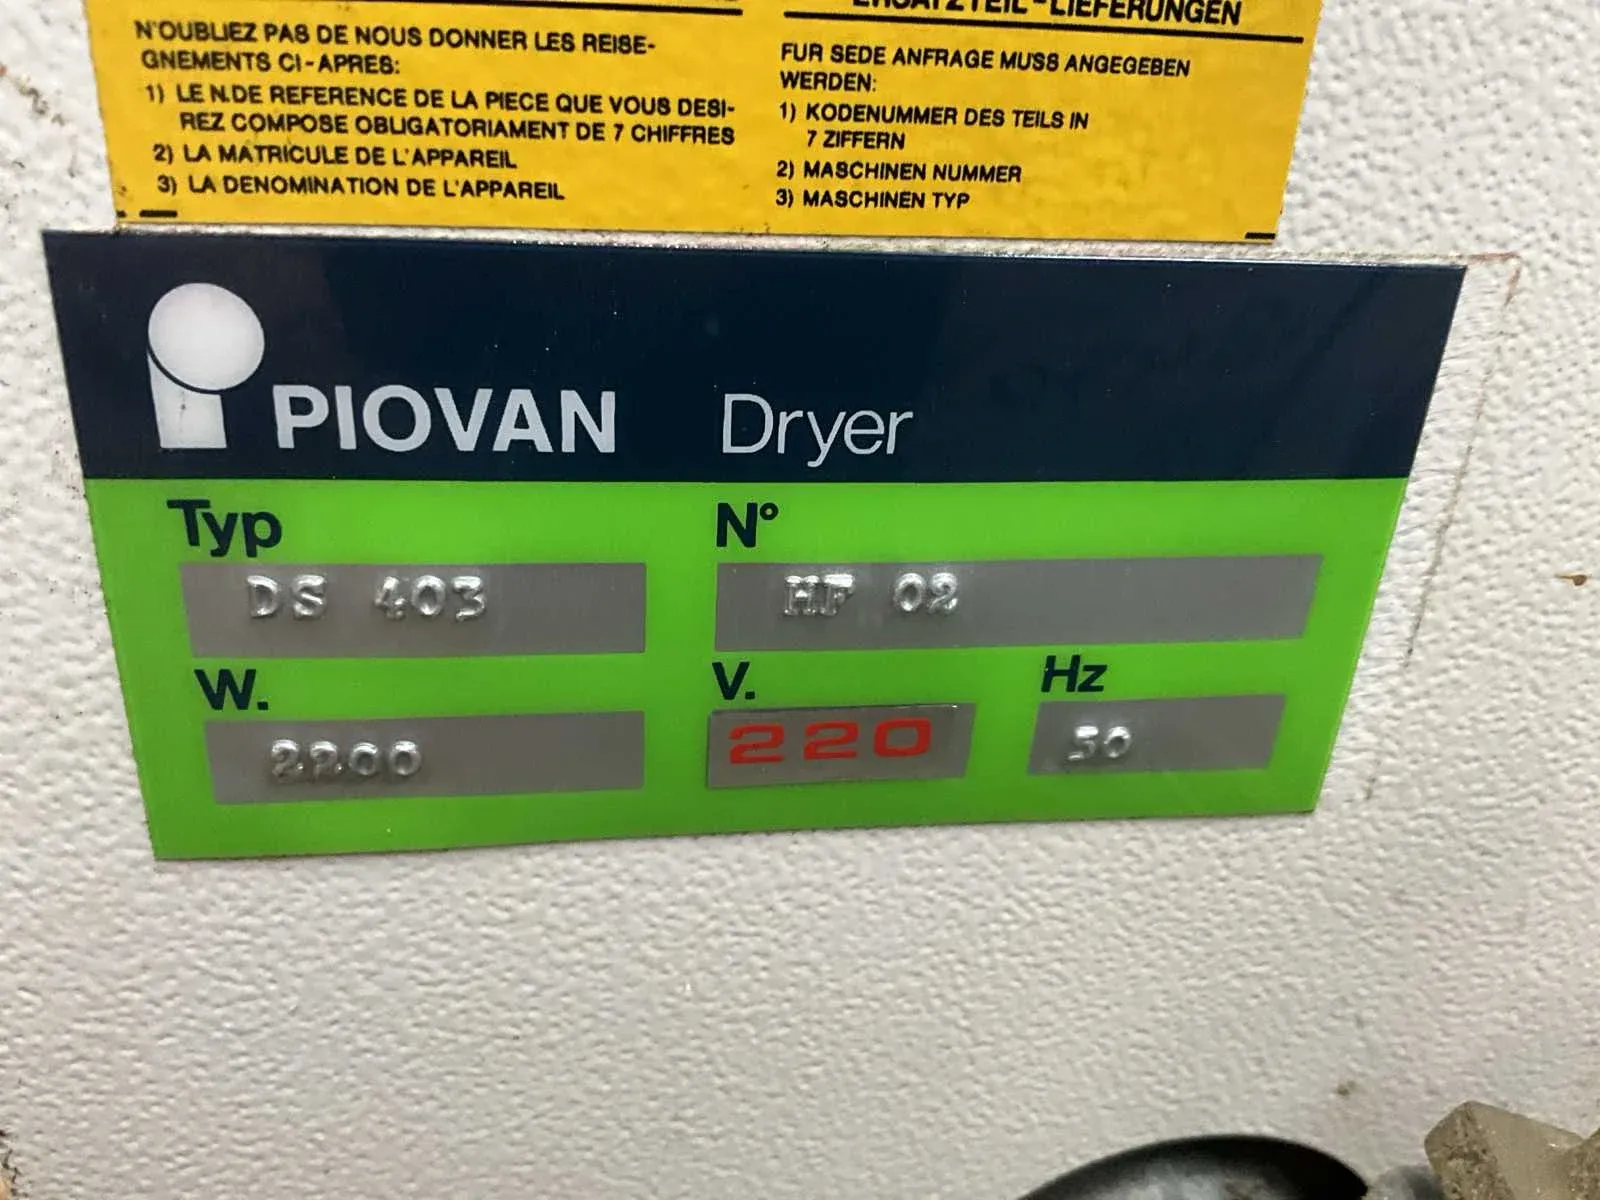 ERSATZTEIL-LIEFERUNGEN
N'OUBLIEZ PAS DE NOUS DONNER LES REISE-
GNEMENTS CI-APRES:
1) LE N.DE REFERENCE DE LA PIECE QUE VOUS DESI-
REZ COMPOSE OBLIGATORIAMENT DE 7 CHIFFRES
2) LA MATRICULE DE L'APPAREIL
3) LA DENOMINATION DE L'APPAREIL
FUR SEDE ANFRAGE MUSS ANGEGEBEN
WERDEN:
1) KODENUMMER DES TEILS IN
7 ZIFFERN
2) MASCHINEN NUMMER
3) MASCHINEN TYP
PIOVAN Dryer
Typ N°
DS 403 HF 02
W. V. Hz
2200 220 50